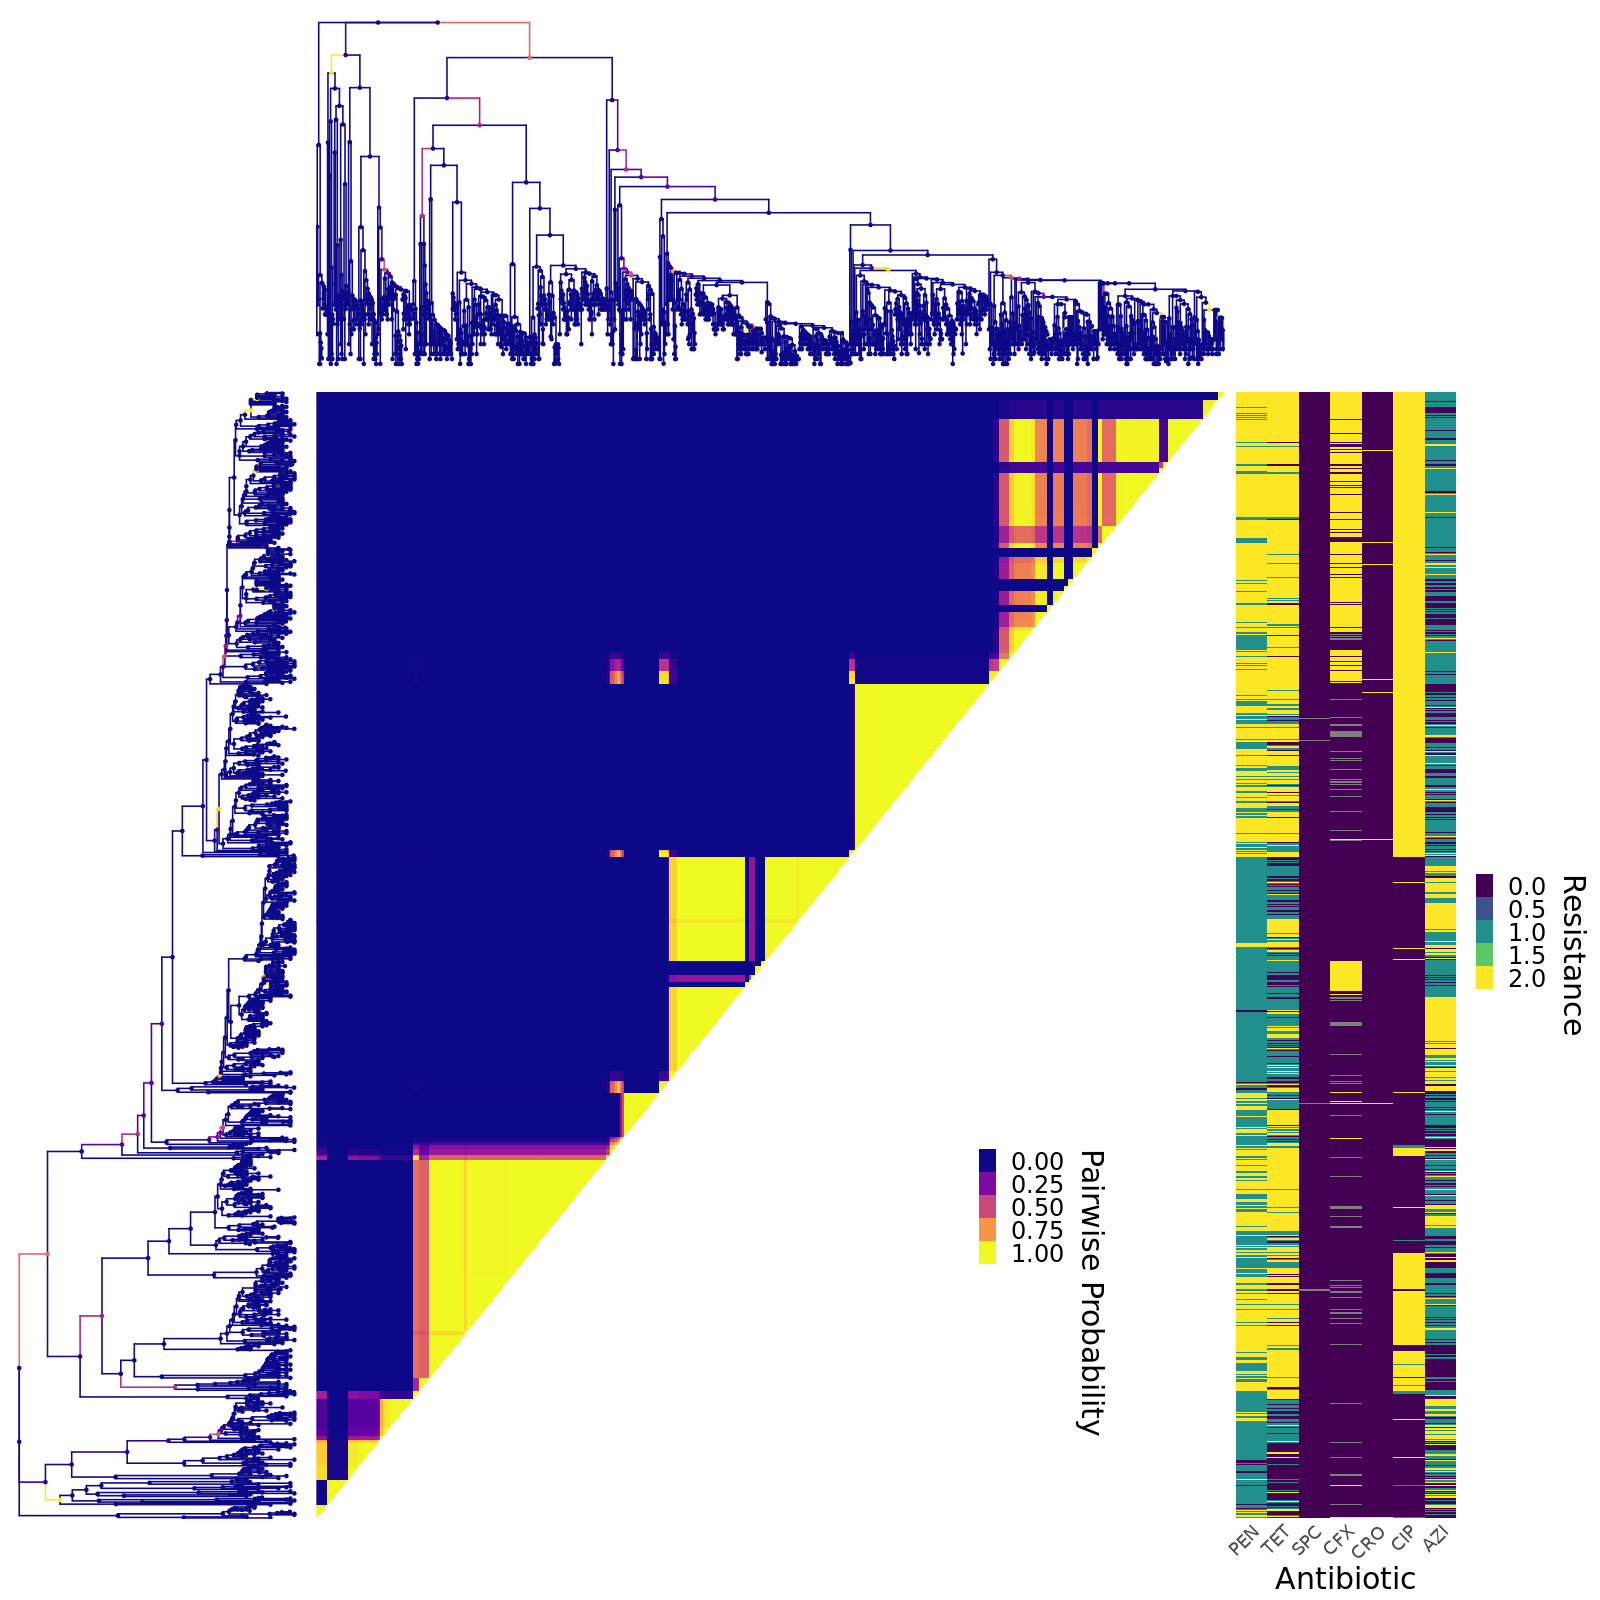 0.0
0.5
1.0
1.5
2.0
Resistance
0.00
0.25
0.50
0.75
1.00
Pairwise Probability
PEN
TET
SPC
CFX
CRO
CIP
AZI
Antibiotic